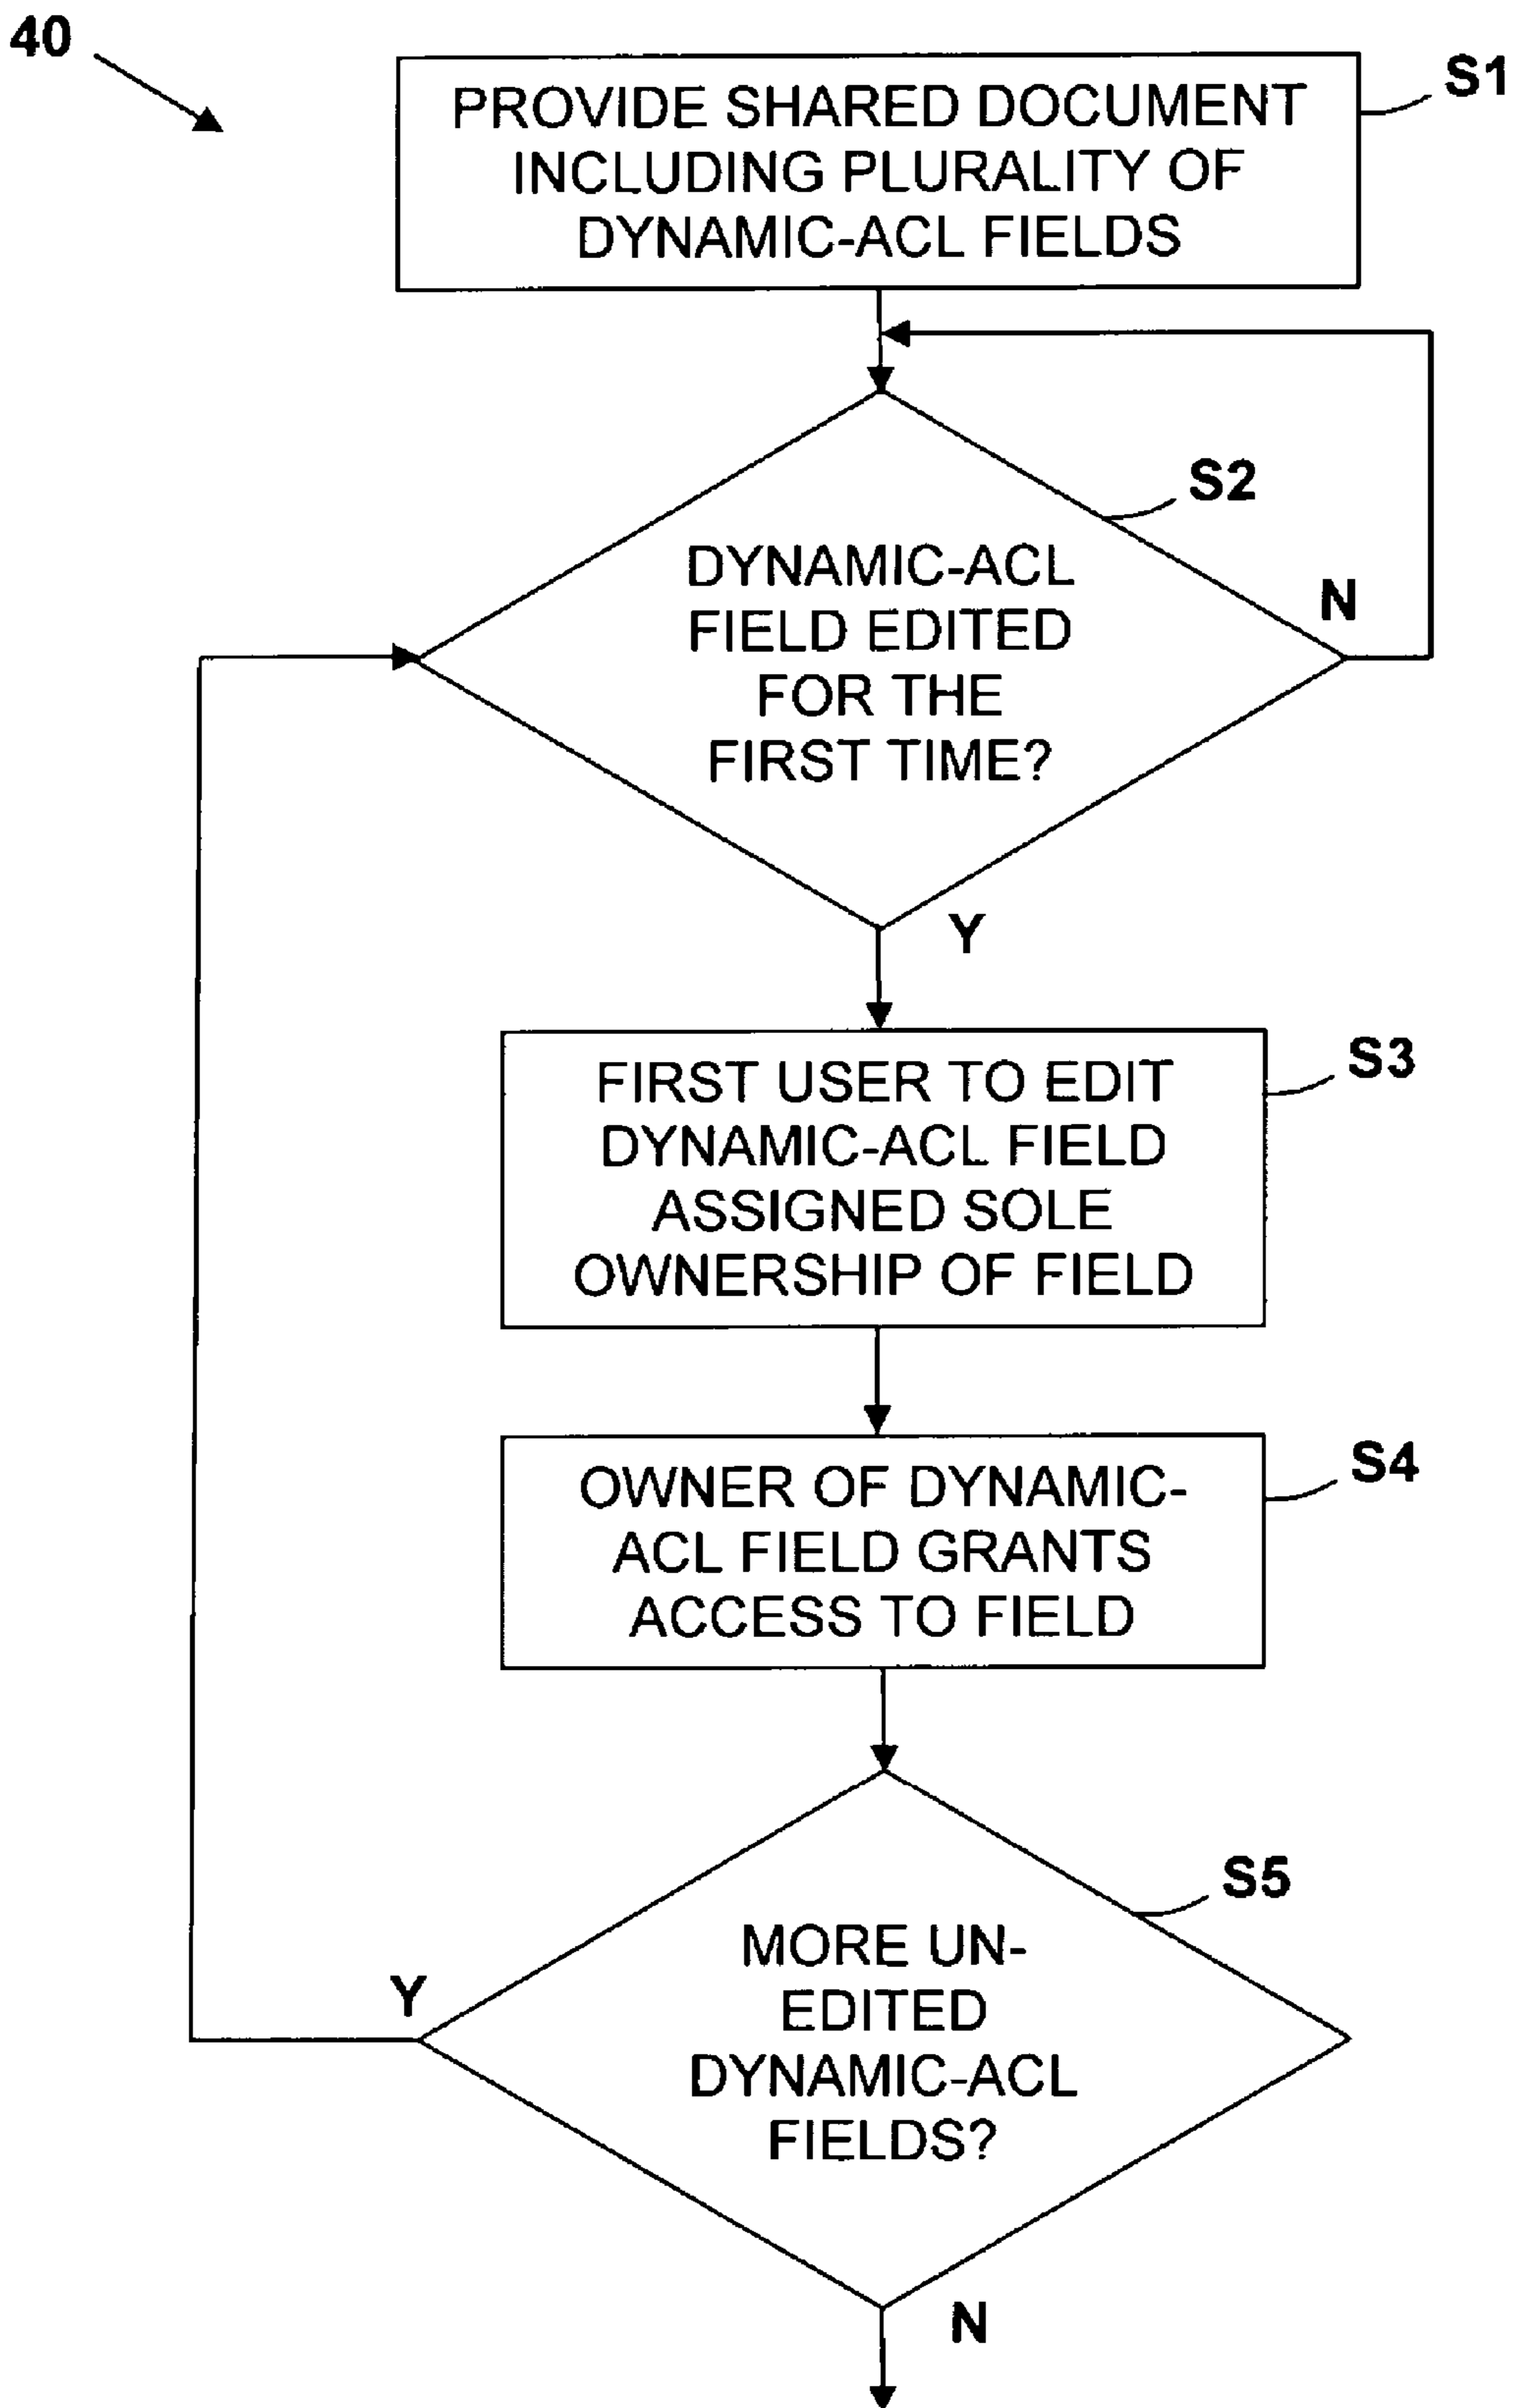 40
S1
PROVIDE SHARED DOCUMENT
INCLUDING PLURALITY OF
DYNAMIC-ACL FIELDS
S2
DYNAMIC-ACL
FIELD EDITED
FOR THE
FIRST TIME?
N
Y
S3
FIRST USER TO EDIT
DYNAMIC-ACL FIELD
ASSIGNED SOLE
OWNERSHIP OF FIELD
S4
OWNER OF DYNAMIC-
ACL FIELD GRANTS
ACCESS TO FIELD
S5
MORE UN-
EDITED
DYNAMIC-ACL
FIELDS?
Y
N